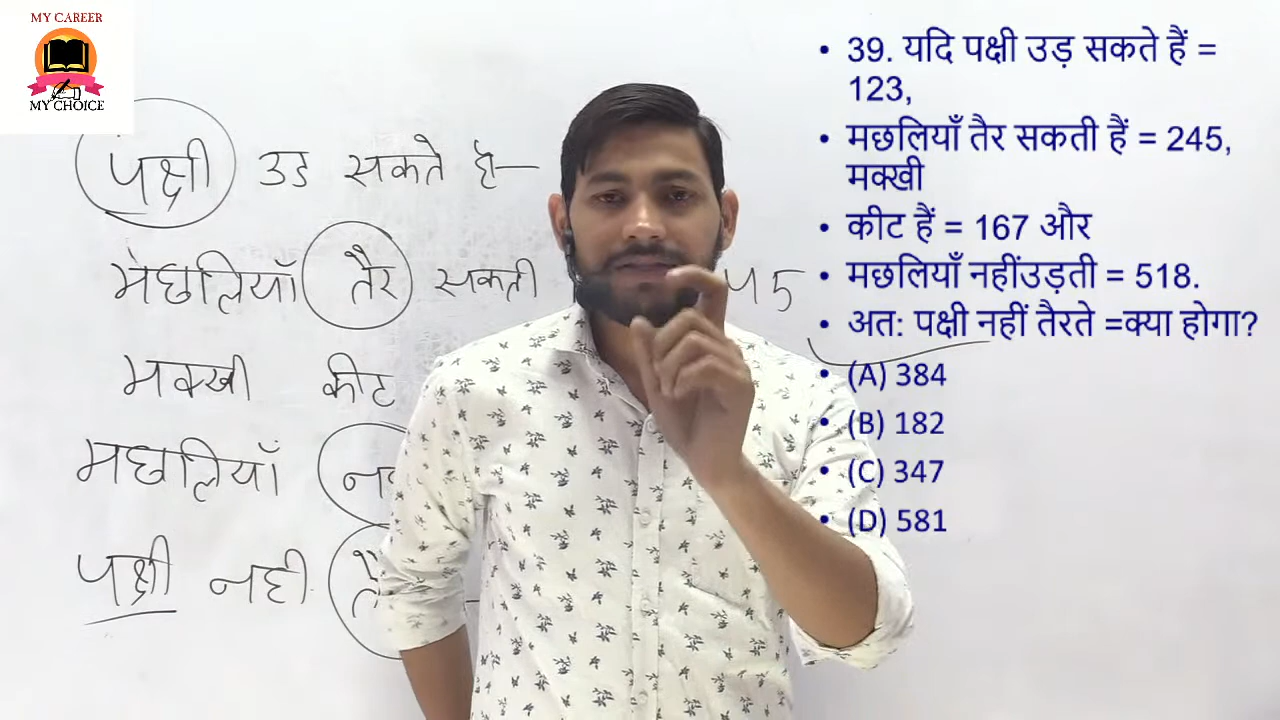 MY CAREER
MY CHOICE
पक्षी उड सकते है—
मछलियाँ तैर सकती
45
मक्खी कीट
मछलियाँ
पक्षी नही
• 39. यदि पक्षी उड़ सकते हैं =
123,
• मछलियाँ तैर सकती हैं = 245,
मक्खी
• कीट हैं = 167 और
• मछलियाँ नहींउड़ती = 518.
• अत: पक्षी नहीं तैरते =क्या होगा?
• (A) 384
• (B) 182
• (C) 347
• (D) 581